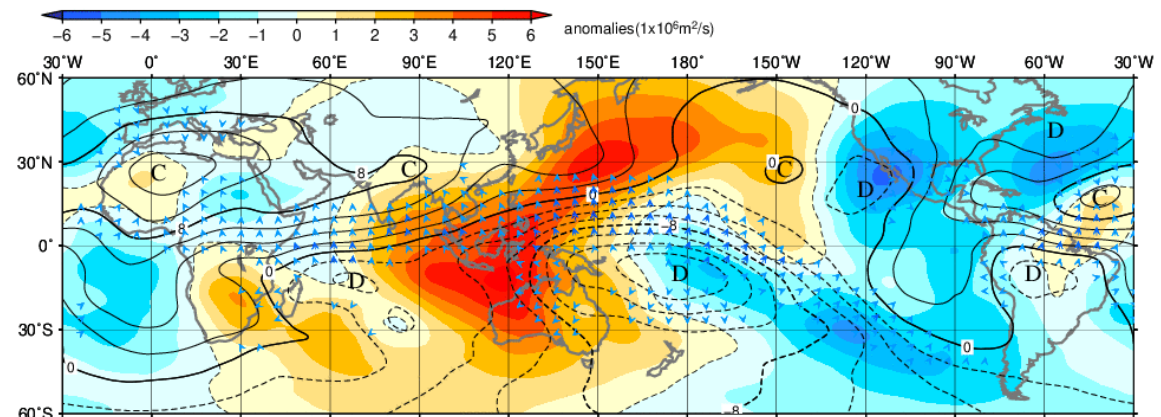 -6 -5 -4 -3 -2 -1 0 1 2 3 4 5 6
anomalies(1x10⁶m²/s)
30°W 0° 30°E 60°E 90°E 120°E 150°E 180° 150°W 120°W 90°W 60°W 30°W
60°N
0
D
30°N
C 8 C 0 C D
C
0
8 8
0°
0 D D D
30°S
0
0
-8
60°S